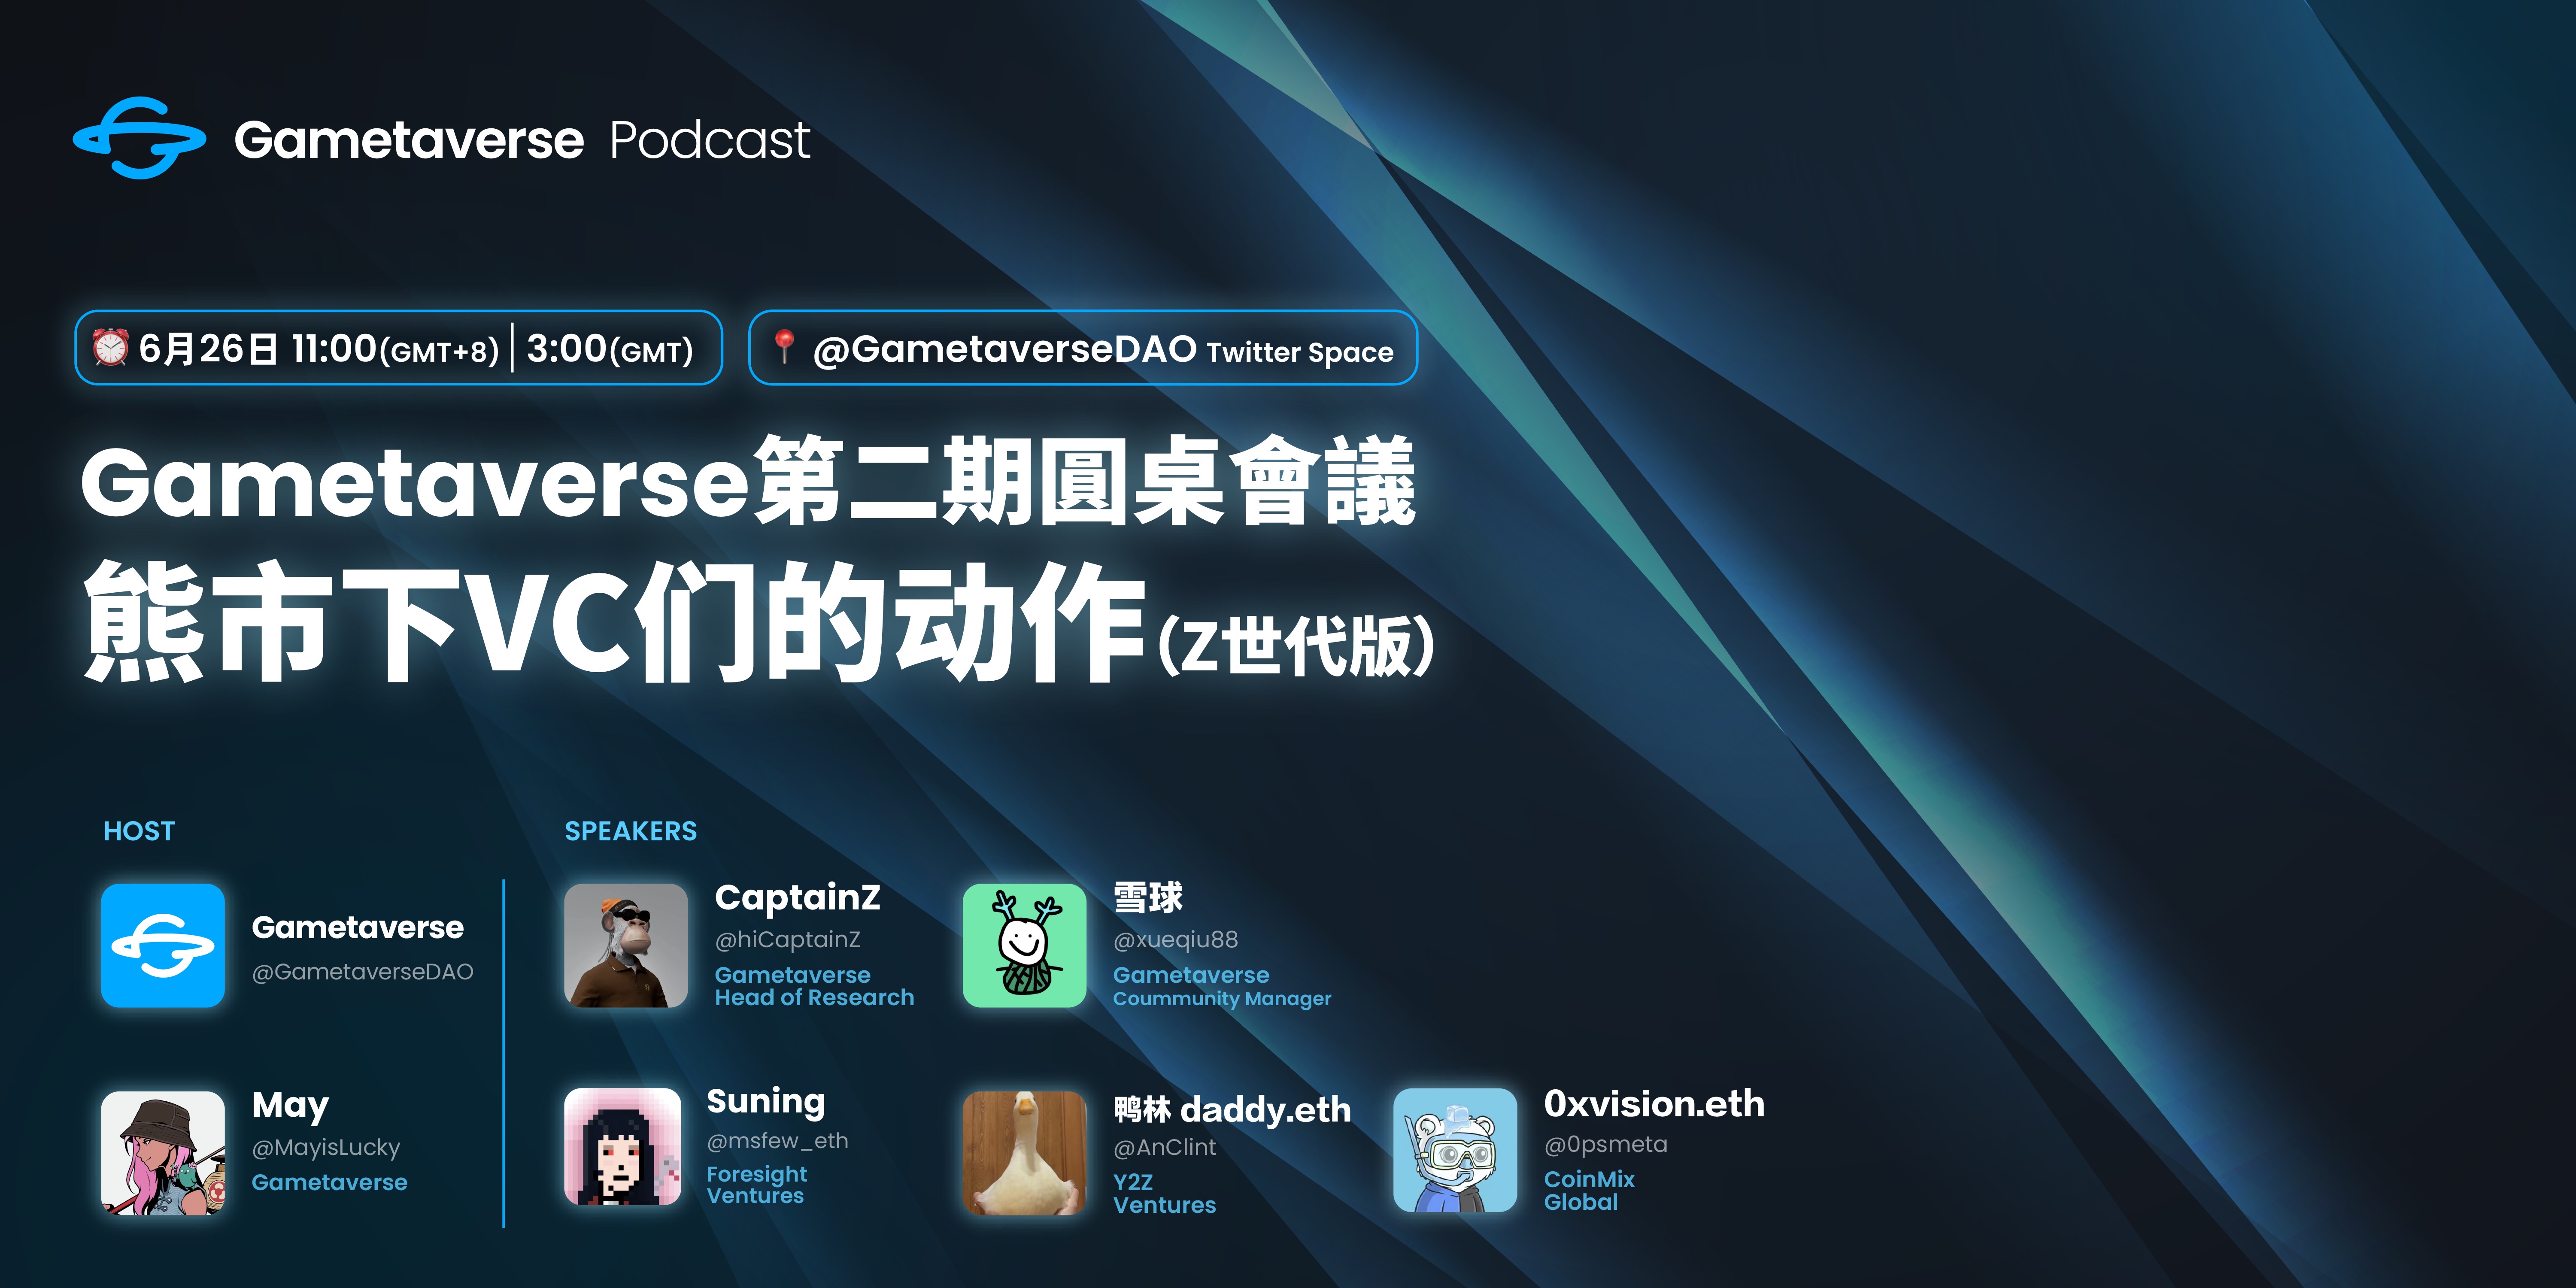 Gametaverse Podcast
6月26日 11:00(GMT+8) | 3:00(GMT)
@GametaverseDAO Twitter Space
Gametaverse第二期圓桌會議
熊市下VC们的动作(Z世代版)
HOST
Gametaverse
@GametaverseDAO
May
@MayisLucky
Gametaverse
SPEAKERS
CaptainZ
@hiCaptainZ
Gametaverse
Head of Research
雪球
@xueqiu88
Gametaverse
Coummunity Manager
Suning
@msfew_eth
Foresight
Ventures
鸭林 daddy.eth
@AnClint
Y2Z
Ventures
0xvision.eth
@0psmeta
CoinMix
Global